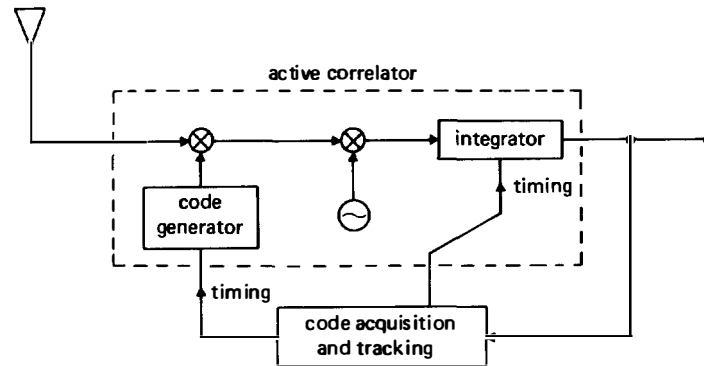 active correlator
integrator
timing
code
generator
timing
code acquisition
and tracking